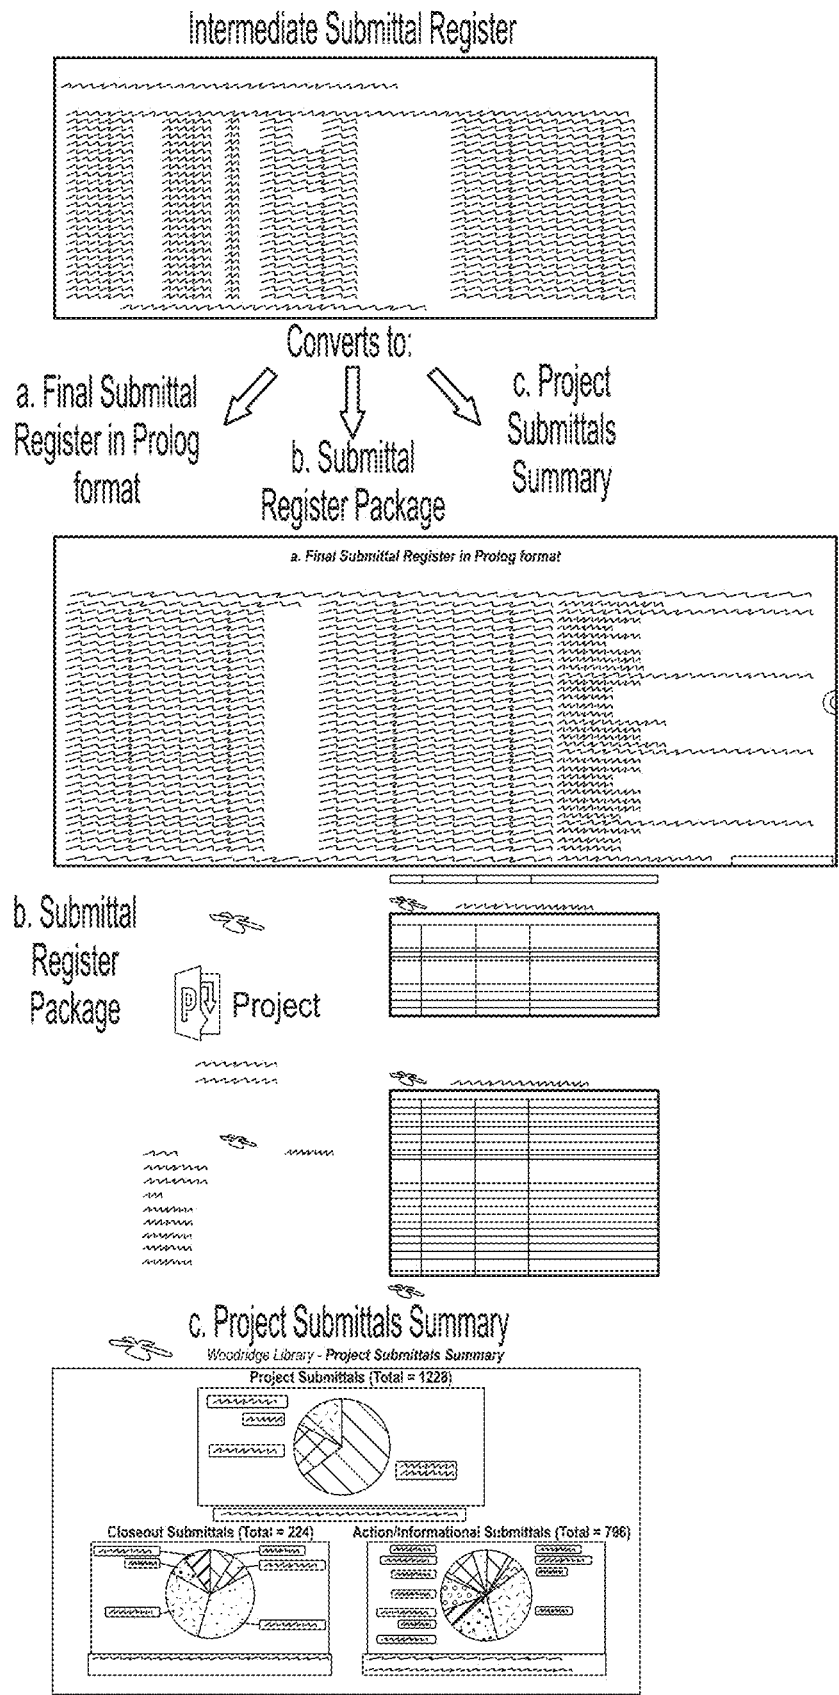 Intermediate Submittal Register
Converts to:
a. Final Submittal
Register in Prolog
format
b. Submittal
Register Package
c. Project
Submittals
Summary
a. Final Submittal Register in Prolog format
b. Submittal
Register
Package
P
Project
c. Project Submittals Summary
Woodridge Library - Project Submittals Summary
Project Submittals (Total = 1228)
Closeout Submittals (Total = 224)
Action/Informational Submittals (Total = 796)